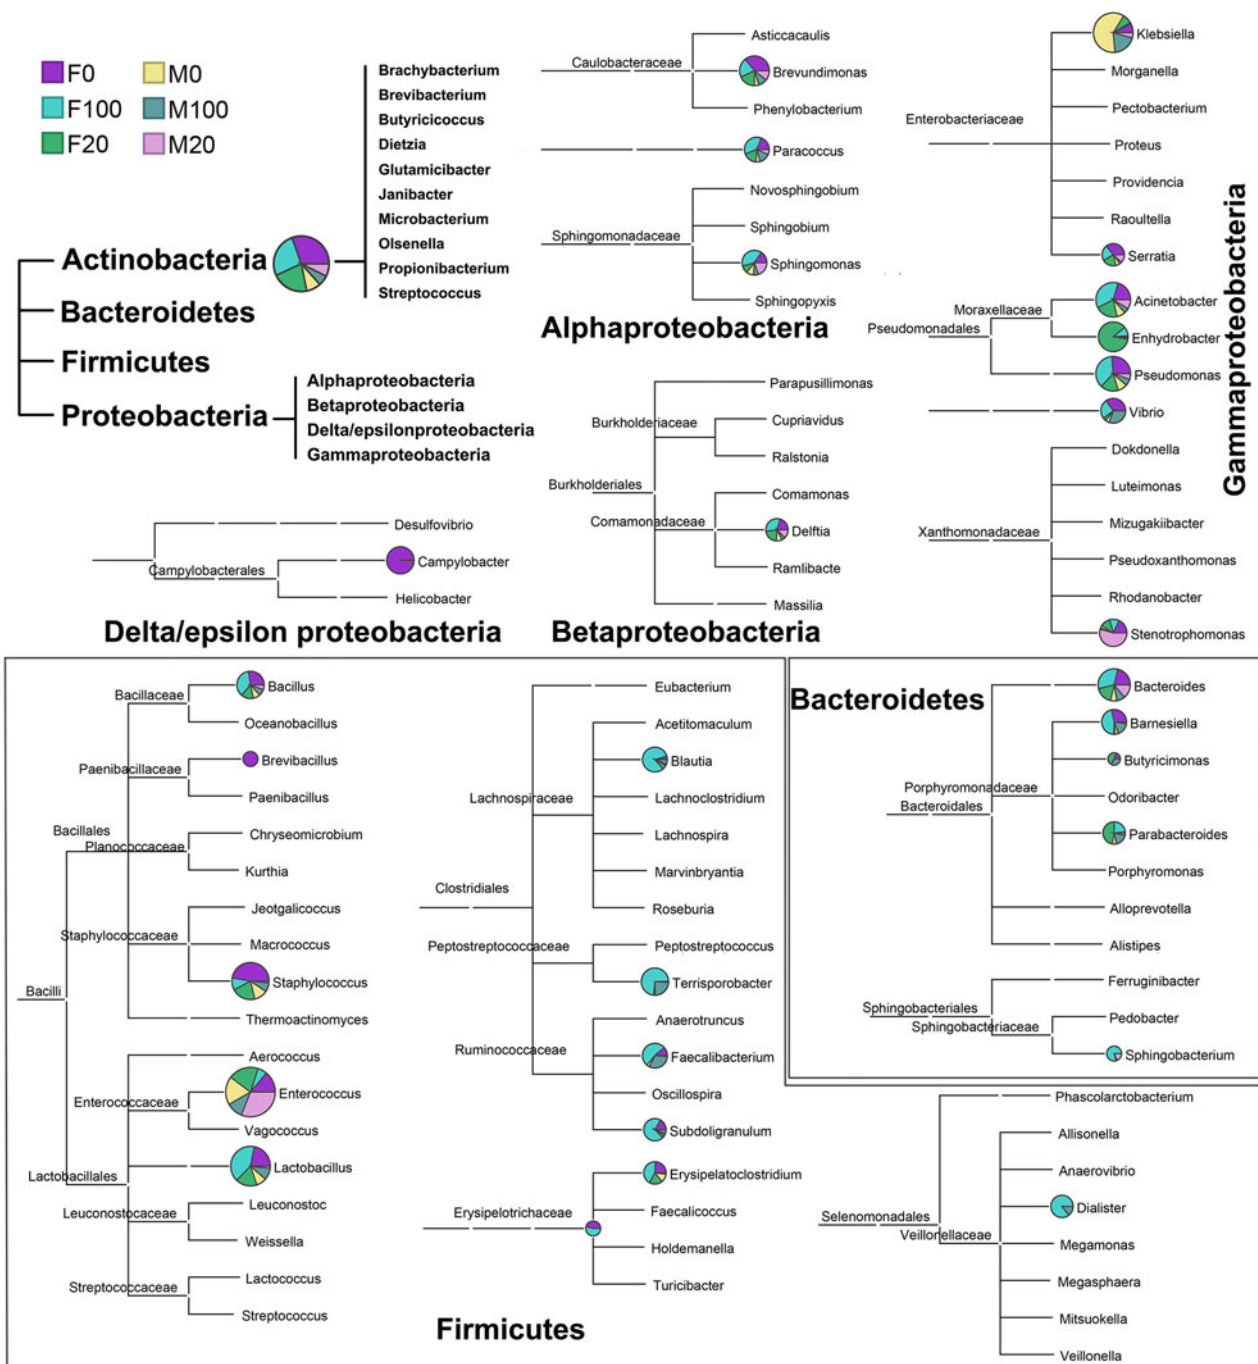 F0
M0
F100
M100
F20
M20
Actinobacteria
Bacteroidetes
Firmicutes
Proteobacteria
Brachybacterium
Brevibacterium
Butyricicoccus
Dietzia
Glutamicibacter
Janibacter
Microbacterium
Olsenella
Propionibacterium
Streptococcus
Alphaproteobacteria
Betaproteobacteria
Delta/epsilonproteobacteria
Gammaproteobacteria
Caulobacteraceae
Asticcacaulis
Brevundimonas
Phenylobacterium
Paracoccus
Sphingomonadaceae
Novosphingobium
Sphingobium
Sphingomonas
Sphingopyxis
Alphaproteobacteria
Enterobacteriaceae
Klebsiella
Morganella
Pectobacterium
Proteus
Providencia
Raoultella
Serratia
Pseudomonadales
Moraxellaceae
Acinetobacter
Enhydrobacter
Pseudomonas
Vibrio
Xanthomonadaceae
Dokdonella
Luteimonas
Mizugakiibacter
Pseudoxanthomonas
Rhodanobacter
Stenotrophomonas
Gammaproteobacteria
Burkholderiales
Parapusillimonas
Burkholderiaceae
Cupriavidus
Ralstonia
Comamonadaceae
Comamonas
Delftia
Ramlibacte
Massilia
Betaproteobacteria
Desulfovibrio
Campylobacterales
Campylobacter
Helicobacter
Delta/epsilon proteobacteria
Bacilli
Bacillales
Bacillaceae
Bacillus
Oceanobacillus
Paenibacillaceae
Brevibacillus
Paenibacillus
Planococcaceae
Chryseomicrobium
Kurthia
Staphylococcaceae
Jeotgalicoccus
Macrococcus
Staphylococcus
Thermoactinomyces
Lactobacillales
Aerococcus
Enterococcaceae
Enterococcus
Vagococcus
Lactobacillus
Leuconostocaceae
Leuconostoc
Weissella
Streptococcaceae
Lactococcus
Streptococcus
Clostridiales
Eubacterium
Lachnospiraceae
Acetitomaculum
Blautia
Lachnoclostridium
Lachnospira
Marvinbryantia
Roseburia
Peptostreptococcaceae
Peptostreptococcus
Terrisporobacter
Ruminococcaceae
Anaerotruncus
Faecalibacterium
Oscillospira
Subdoligranulum
Erysipelotrichaceae
Erysipelatoclostridium
Faecalicoccus
Holdemanella
Turicibacter
Firmicutes
Bacteroidetes
Bacteroidales
Bacteroides
Porphyromonadaceae
Barnesiella
Butyricimonas
Odoribacter
Parabacteroides
Porphyromonas
Alloprevotella
Alistipes
Sphingobacteriales
Ferruginibacter
Sphingobacteriaceae
Pedobacter
Sphingobacterium
Selenomonadales
Phascolarctobacterium
Veillonellaceae
Allisonella
Anaerovibrio
Dialister
Megamonas
Megasphaera
Mitsuokella
Veillonella